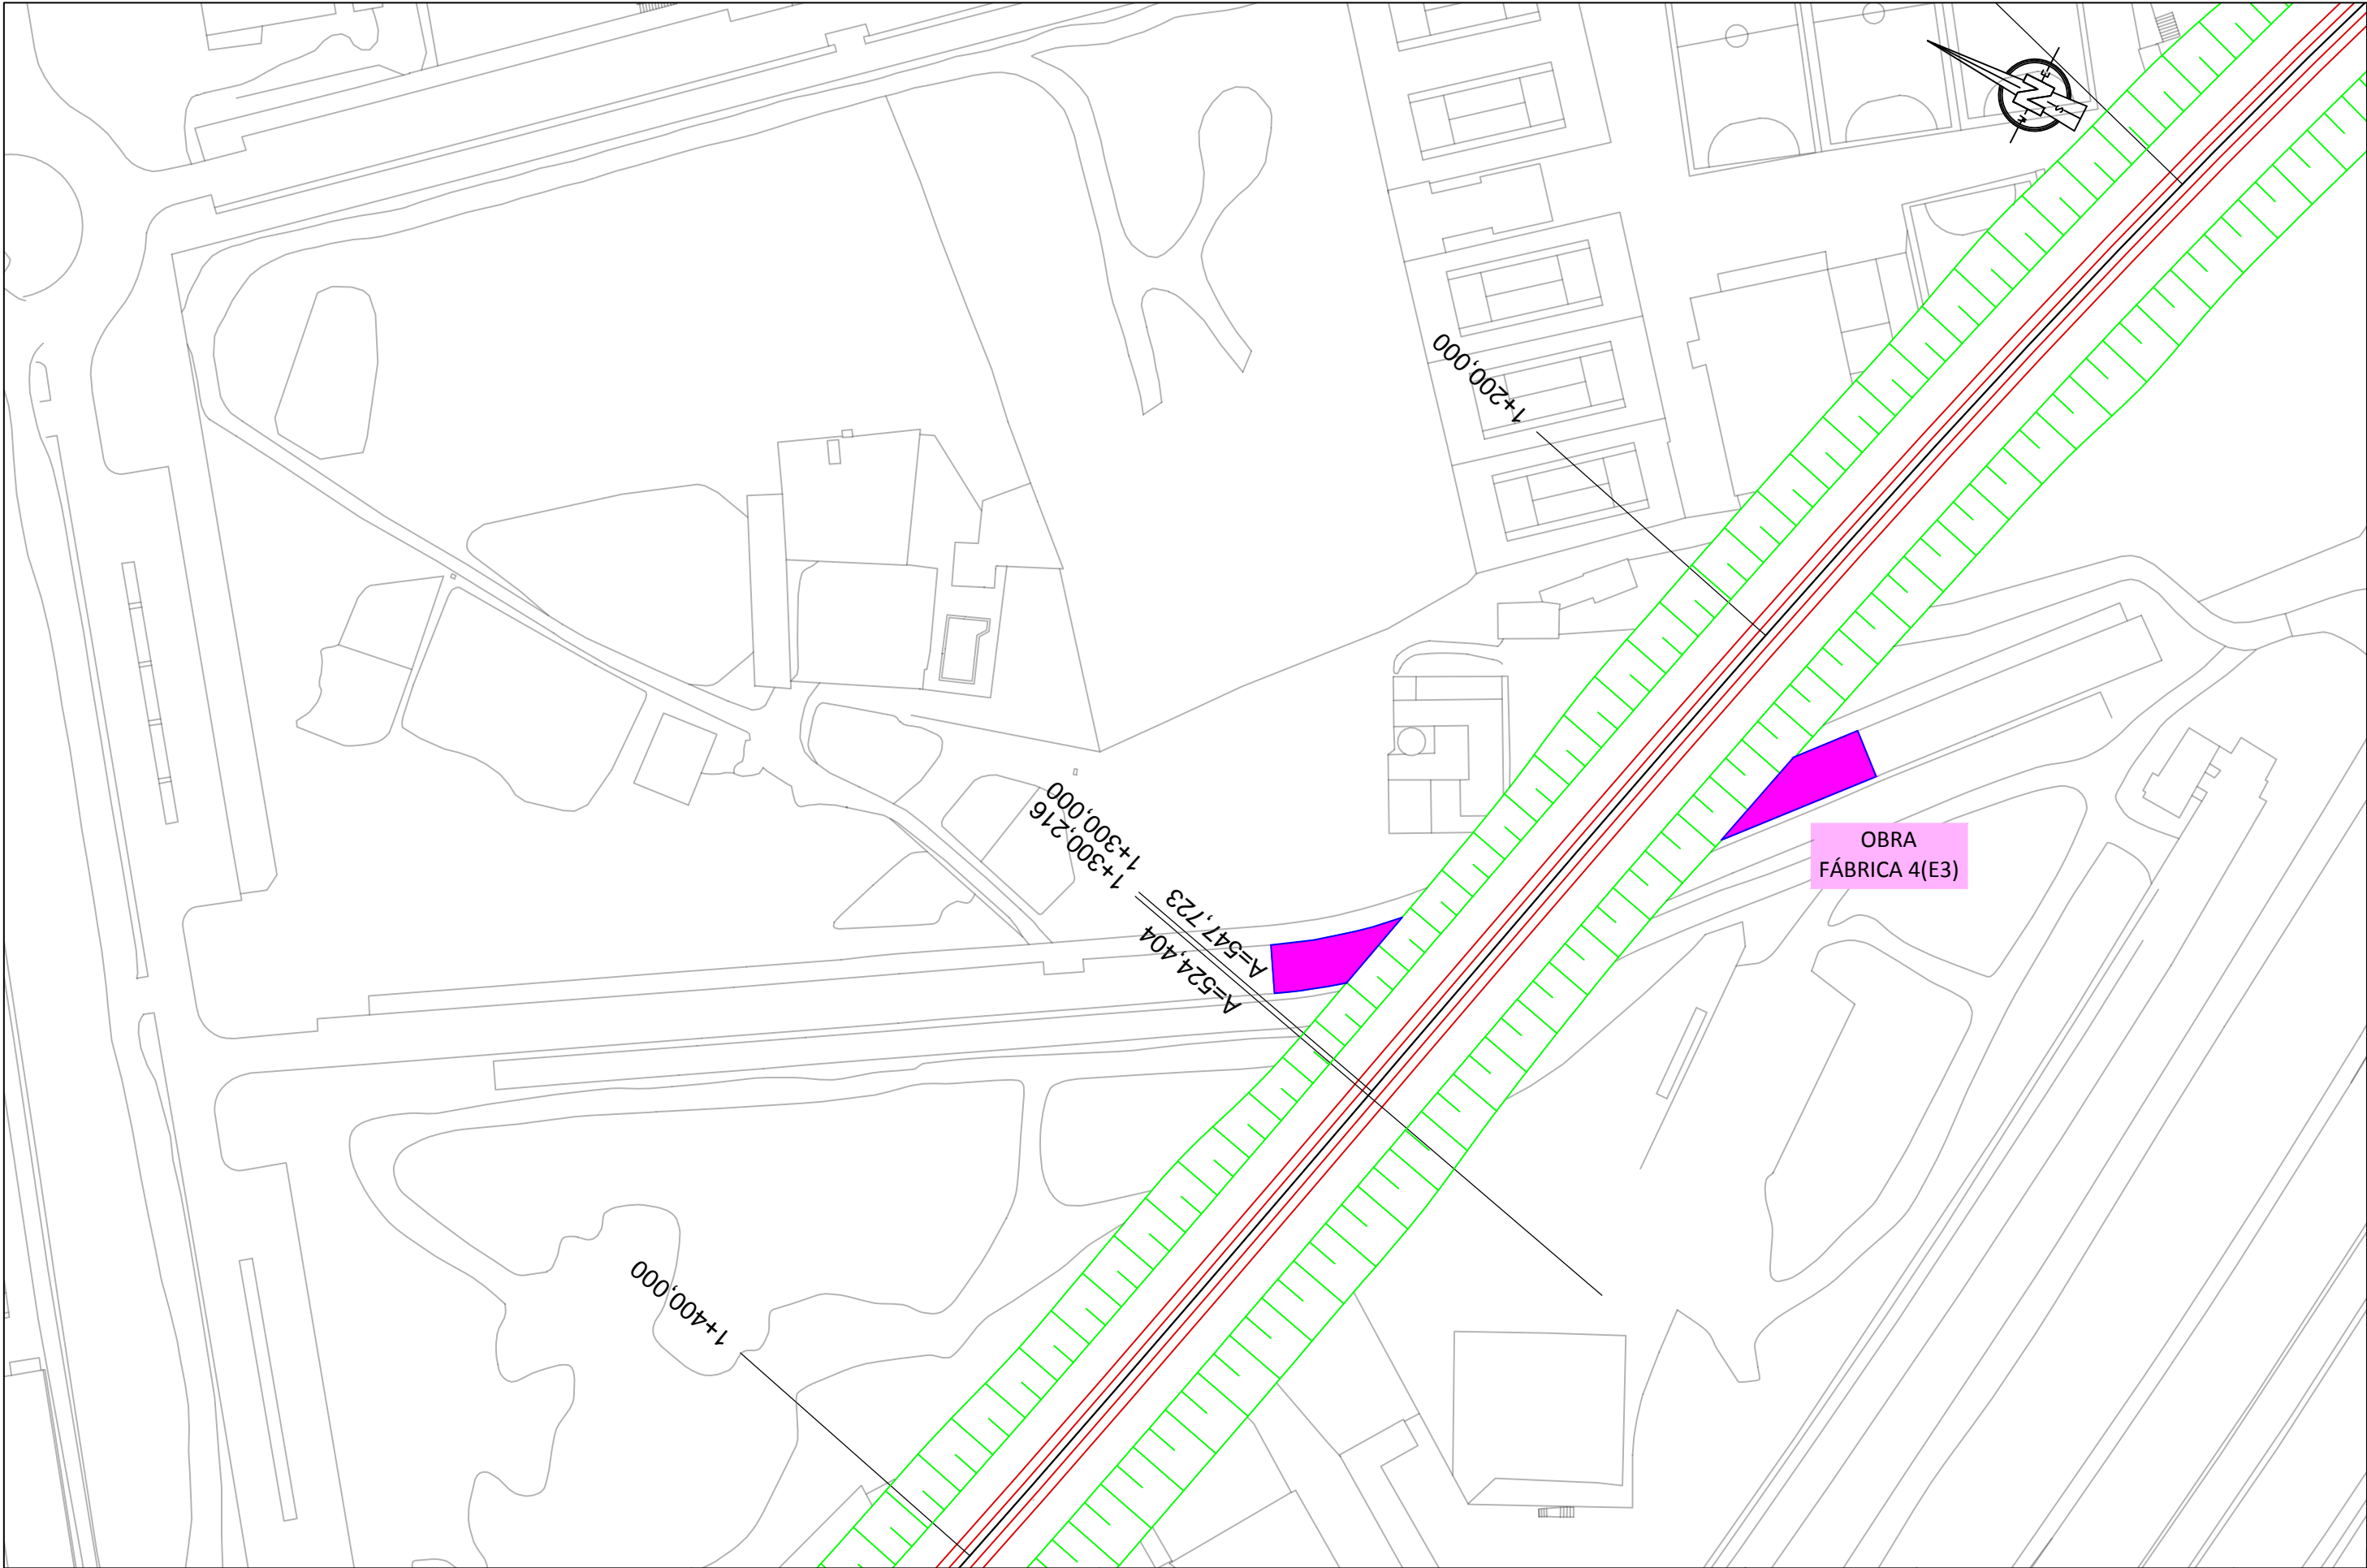 1+200,000
1+300,000
1+300,216
A=547,723
A=524,404
OBRA
FÁBRICA 4(E3)
1+400,000
N
S